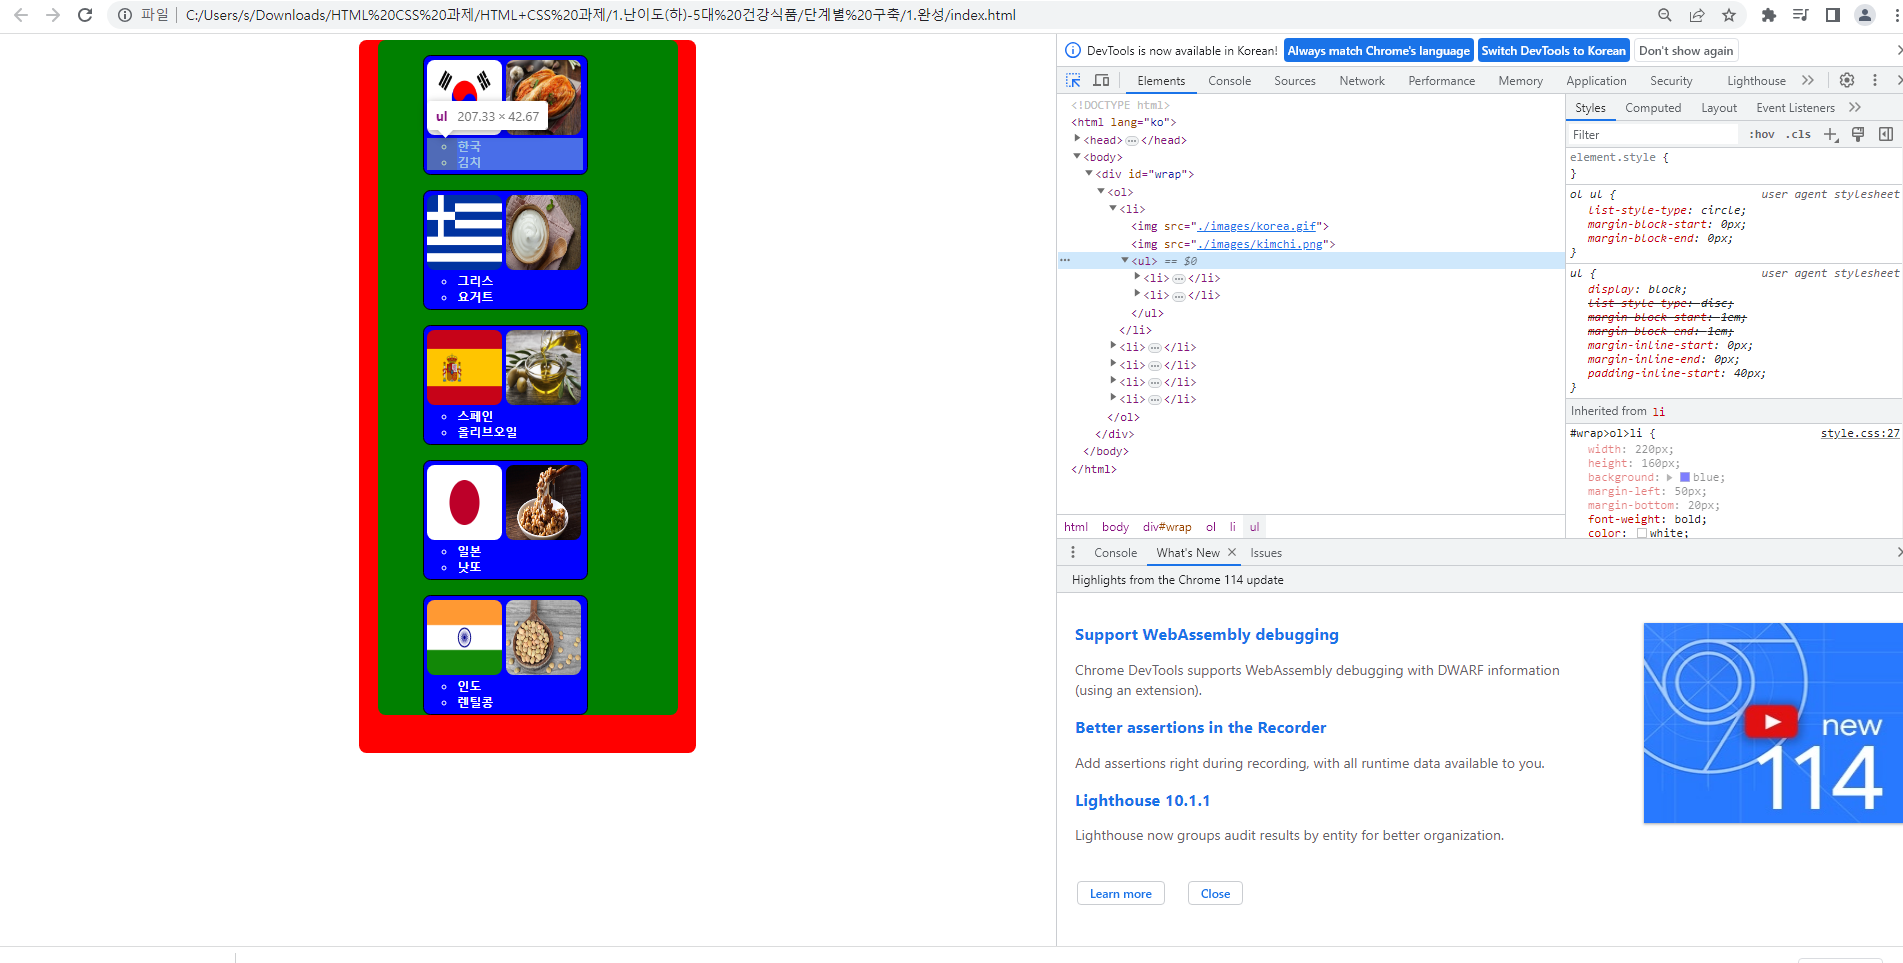 파일 C:/Users/s/Downloads/HTML%20CSS%20과제/HTML+CSS%20과제/1.난이도(하)-5대%20건강식품/단계별%20구축/1.완성/index.html
ul 207.33 × 42.67
한국
김치
그리스
요거트
스페인
올리브오일
일본
낫또
인도
렌틸콩
DevTools is now available in Korean! Always match Chrome's language Switch DevTools to Korean Don't show again
Elements Console Sources Network Performance Memory Application Security Lighthouse
<!DOCTYPE html>
<html lang="ko">
<head> ⋯ </head>
<body>
<div id="wrap">
<ol>
<li>
<img src="./images/korea.gif">
<img src="./images/kimchi.png">
<ul> == $0
<li> ⋯ </li>
<li> ⋯ </li>
</ul>
</li>
<li> ⋯ </li>
<li> ⋯ </li>
<li> ⋯ </li>
<li> ⋯ </li>
</ol>
</div>
</body>
</html>
html body div#wrap ol li ul
Styles Computed Layout Event Listeners
Filter :hov .cls
element.style {
}
ol ul { user agent stylesheet
list-style-type: circle;
margin-block-start: 0px;
margin-block-end: 0px;
}
ul { user agent stylesheet
display: block;
list-style-type: disc;
margin-block-start: 1em;
margin-block-end: 1em;
margin-inline-start: 0px;
margin-inline-end: 0px;
padding-inline-start: 40px;
}
Inherited from li
#wrap>ol>li { style.css:27
width: 220px;
height: 160px;
background: blue;
margin-left: 50px;
margin-bottom: 20px;
font-weight: bold;
color: white;
Console What's New Issues
Highlights from the Chrome 114 update
Support WebAssembly debugging
Chrome DevTools supports WebAssembly debugging with DWARF information
(using an extension).
Better assertions in the Recorder
Add assertions right during recording, with all runtime data available to you.
Lighthouse 10.1.1
Lighthouse now groups audit results by entity for better organization.
Learn more Close
new
114